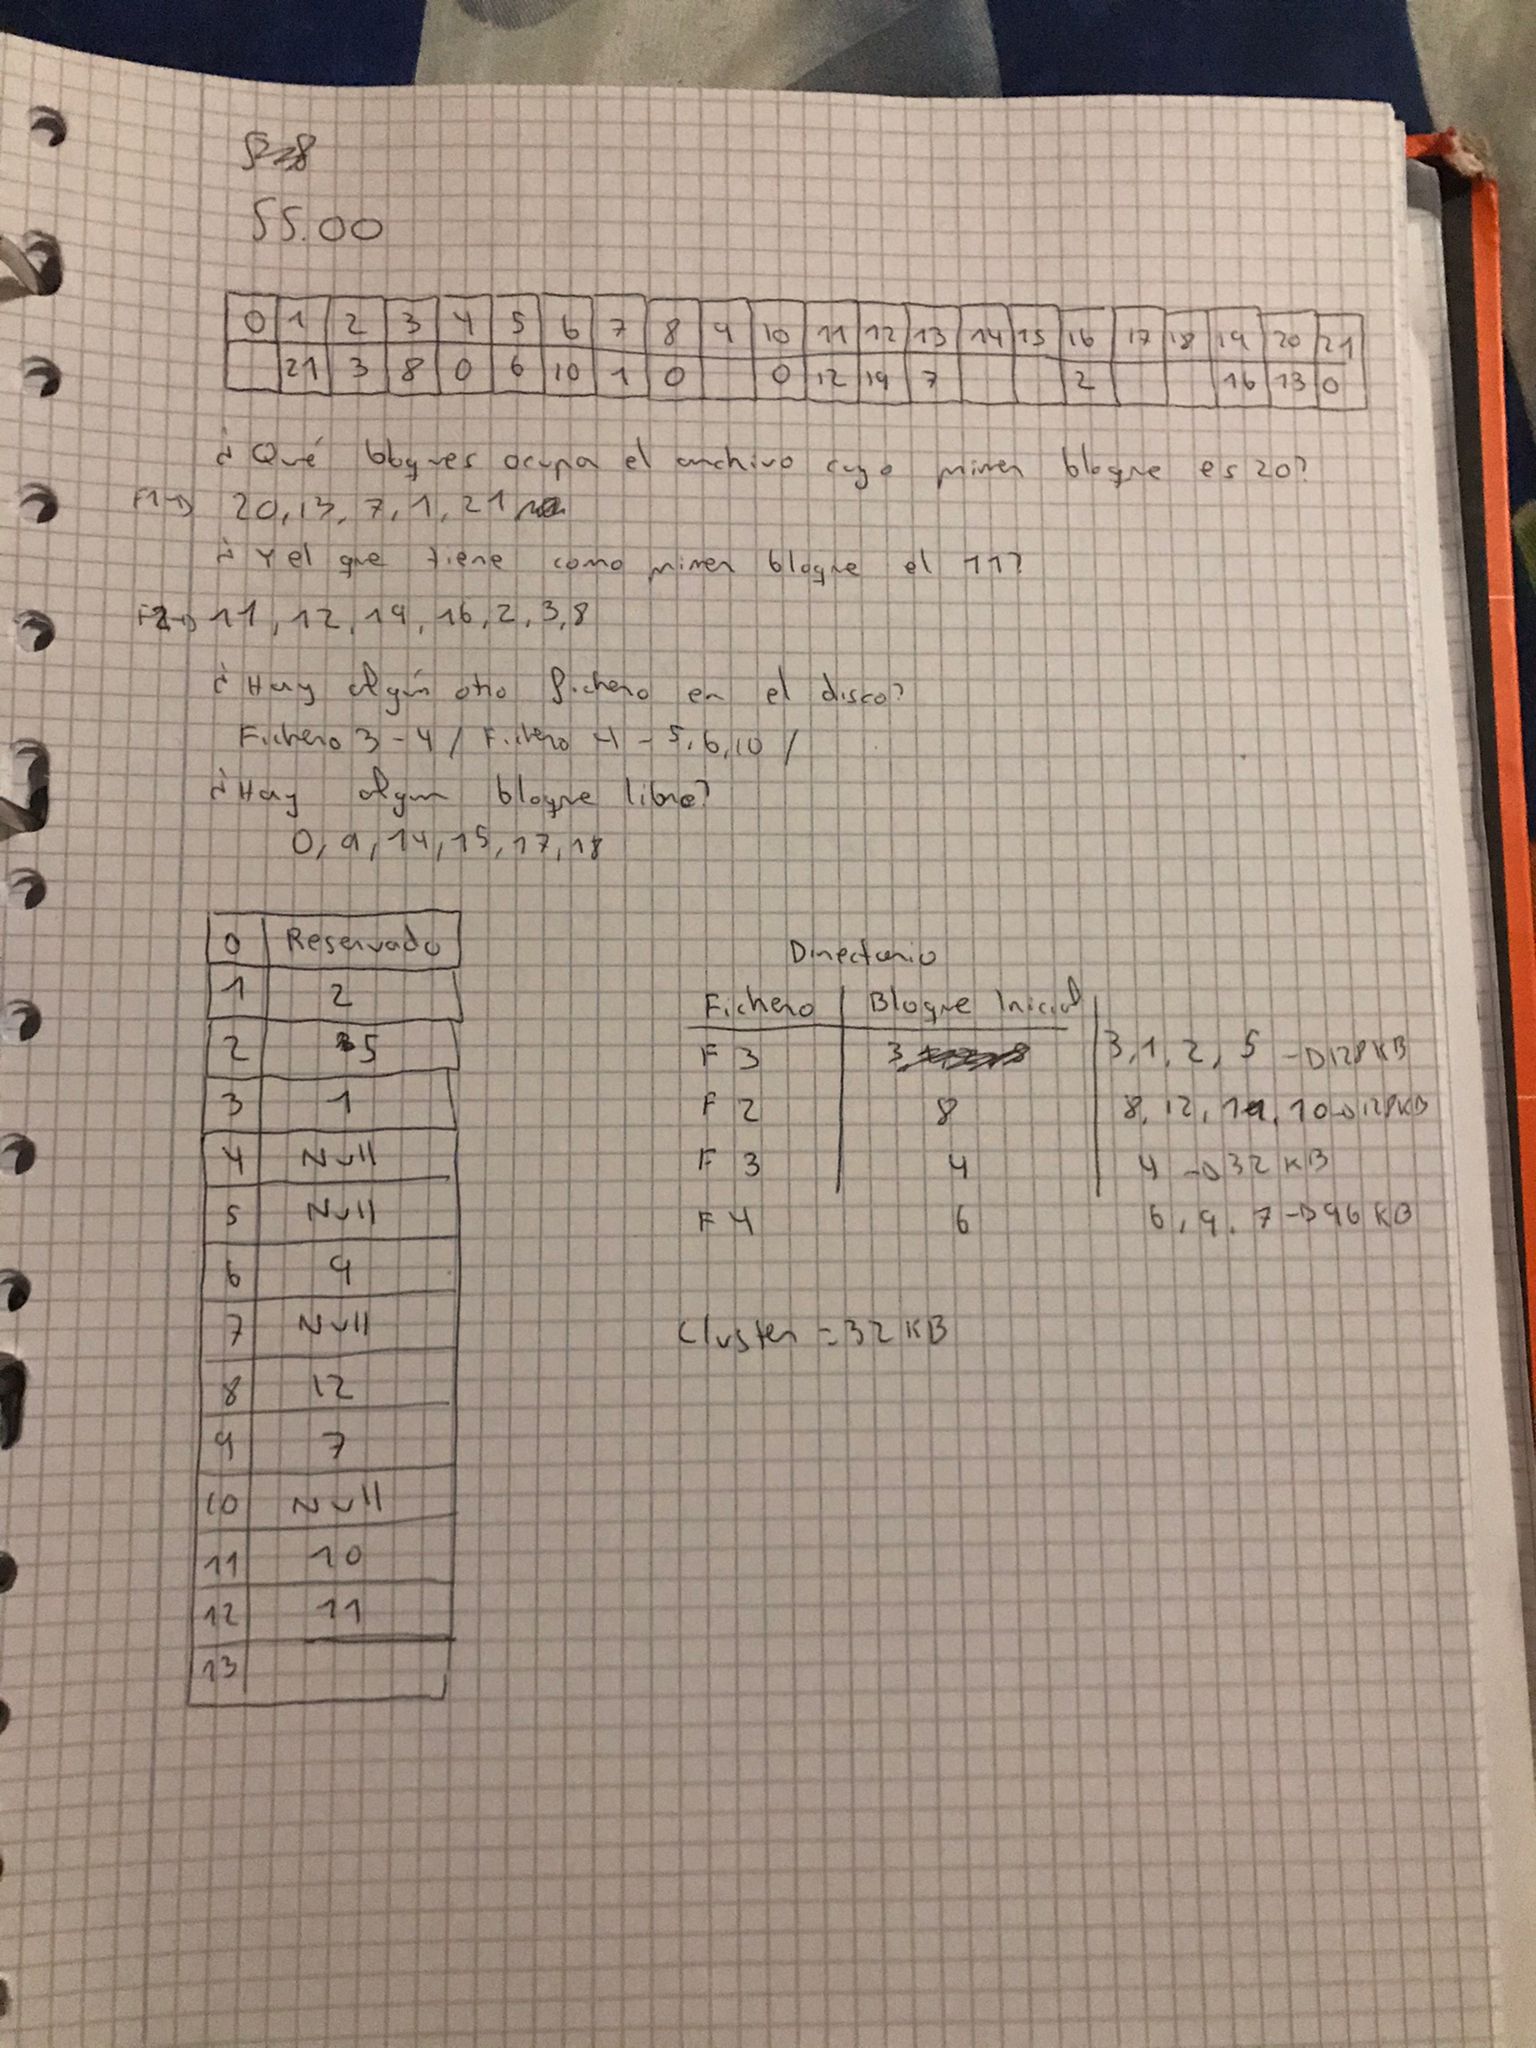 SS.OO
0 1 2 3 4 5 6 7 8 9 10 11 12 13 14 15 16 17 18 19 20 21
21 3 8 0 6 10 1 0 0 12 19 7 2 16 13 0
¿Qué bloques ocupa el archivo cuyo primer bloque es 20?
F1→ 20, 13, 7, 1, 21
¿Y el que tiene como primer bloque el 11?
F2→ 11, 12, 19, 16, 2, 3, 8
¿Hay algún otro fichero en el disco?
Fichero 3 - 4 / Fichero 4 - 5, 6, 10 /
¿Hay algun bloque libre?
0, 9, 14, 15, 17, 18
0 Reservado
1 2
2 5
3 1
4 Null
5 Null
6 9
7 Null
8 12
9 7
10 Null
11 10
12 11
13
Directorio
Fichero Bloque Inicial
F 3 3 3, 1, 2, 5 → 128 KB
F 2 8 8, 12, 11, 10 → 128 KB
F 3 4 4 → 32 KB
F 4 6 6, 9, 7 → 96 KB
Cluster = 32 KB